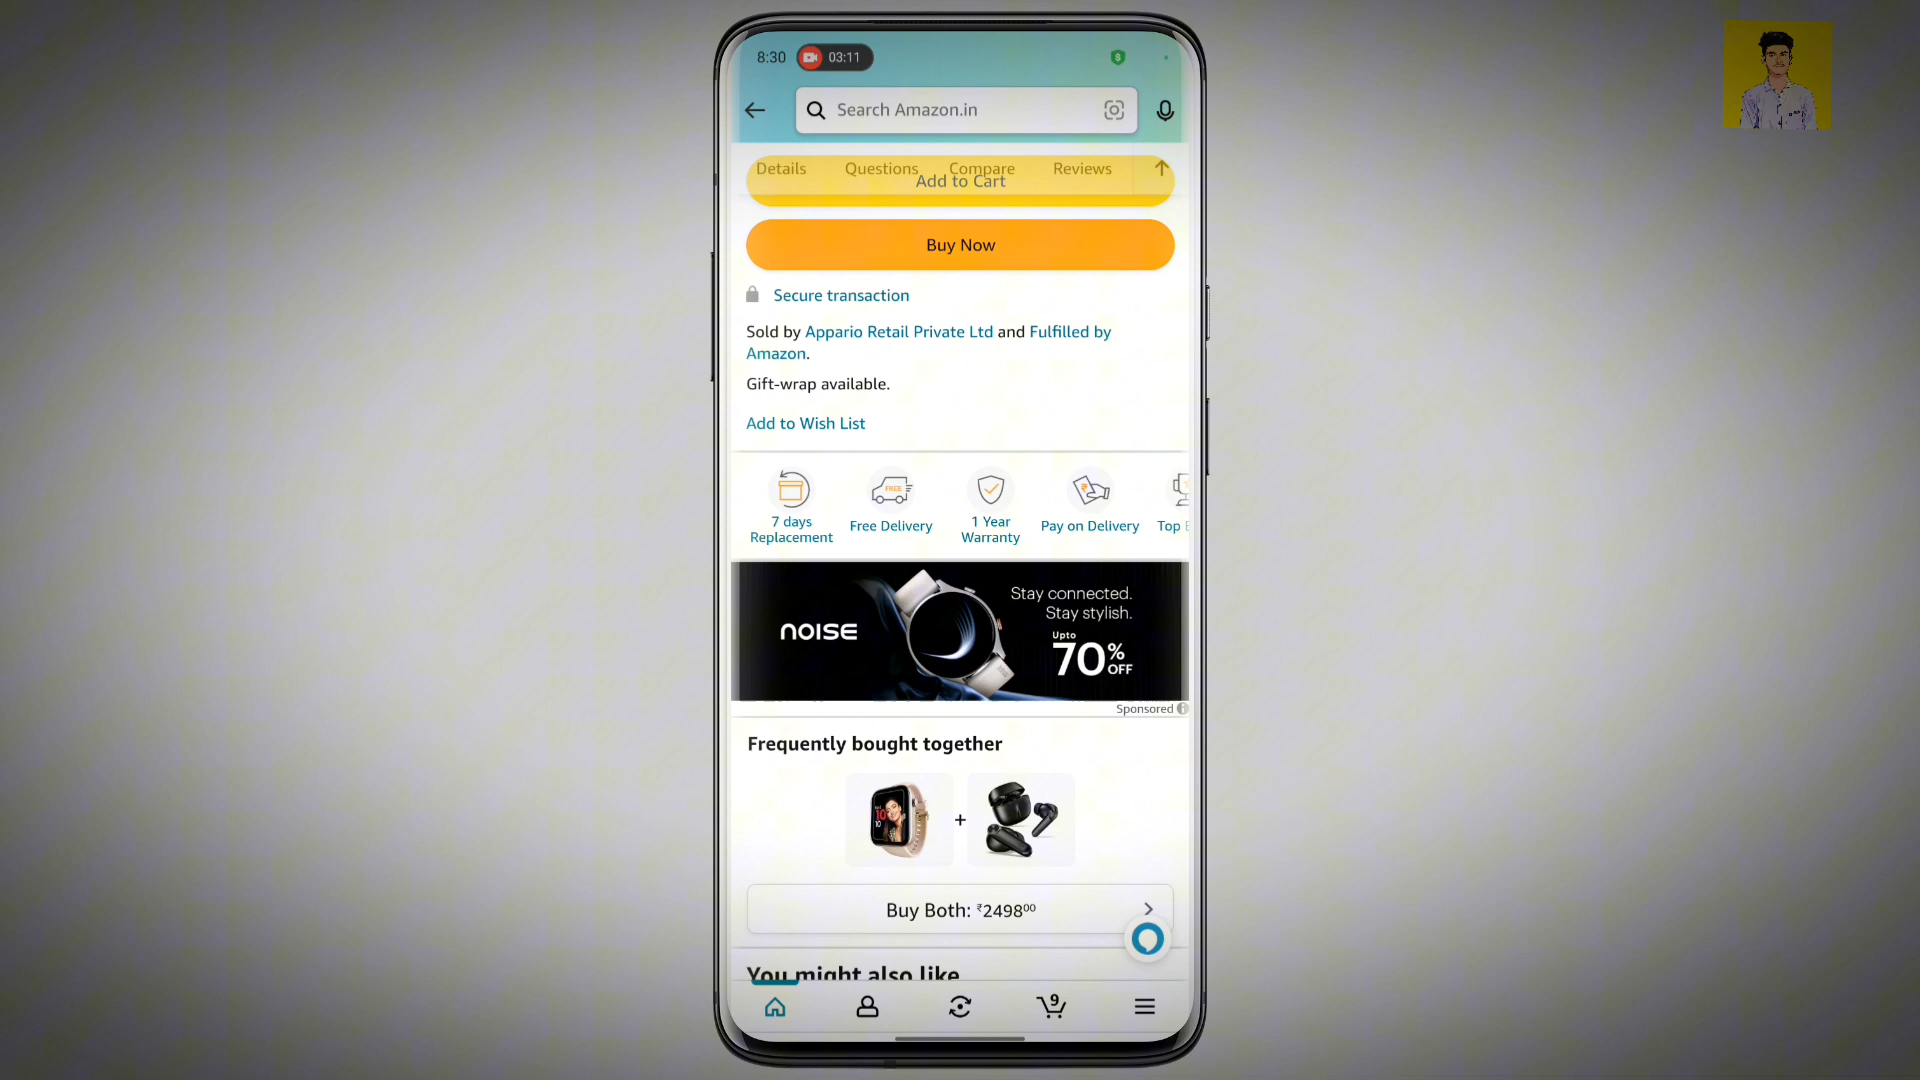 8:30 03:11
Search Amazon.in
Details Questions Compare Reviews
Add to Cart
Buy Now
Secure transaction
Sold by Appario Retail Private Ltd and Fulfilled by
Amazon.
Gift-wrap available.
Add to Wish List
7 days
Replacement
FREE
Free Delivery
1 Year
Warranty
₹
Pay on Delivery
Top
noise
Stay connected.
Stay stylish.
Upto
70%
OFF
Sponsored
Frequently bought together
10
10
+
Buy Both: ₹2498⁰⁰
You might also like
9